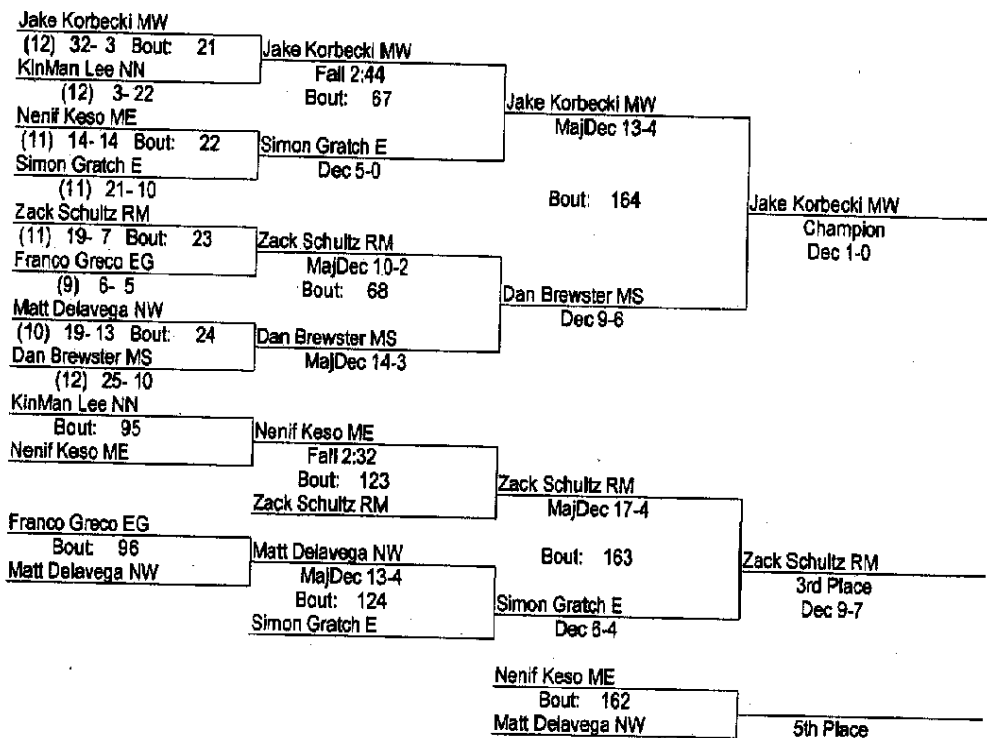 Jake Korbecki MW
(12) 32- 3 Bout: 21
KinMan Lee NN
(12) 3-22
Nenif Keso ME
(11) 14- 14 Bout: 22
Simon Gratch E
(11) 21-10
Zack Schultz RM
(11) 19- 7 Bout: 23
Franco Greco EG
(9) 6- 5
Matt Delavega NW
(10) 19- 13 Bout: 24
Dan Brewster MS
(12) 25- 10
KinMan Lee NN
Bout: 95
Nenif Keso ME
Franco Greco EG
Bout: 96
Matt Delavega NW
Jake Korbecki MW
Fall 2:44
Bout: 67
Simon Gratch E
Dec 5-0
Zack Schultz RM
MajDec 10-2
Bout: 68
Dan Brewster MS
MajDec 14-3
Nenif Keso ME
Fall 2:32
Bout: 123
Zack Schultz RM
Matt Delavega NW
MajDec 13-4
Bout: 124
Simon Gratch E
Jake Korbecki MW
MajDec 13-4
Bout: 164
Dan Brewster MS
Dec 9-6
Zack Schultz RM
MajDec 17-4
Bout: 163
Simon Gratch E
Dec 6-4
Nenif Keso ME
Bout: 162
Matt Delavega NW
Jake Korbecki MW
Champion
Dec 1-0
Zack Schultz RM
3rd Place
Dec 9-7
5th Place